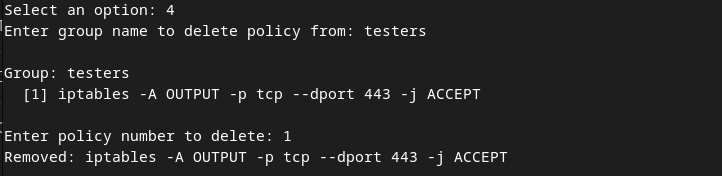 Select an option: 4
Enter group name to delete policy from: testers
Group: testers
[1] iptables -A OUTPUT -p tcp --dport 443 -j ACCEPT
Enter policy number to delete: 1
Removed: iptables -A OUTPUT -p tcp --dport 443 -j ACCEPT